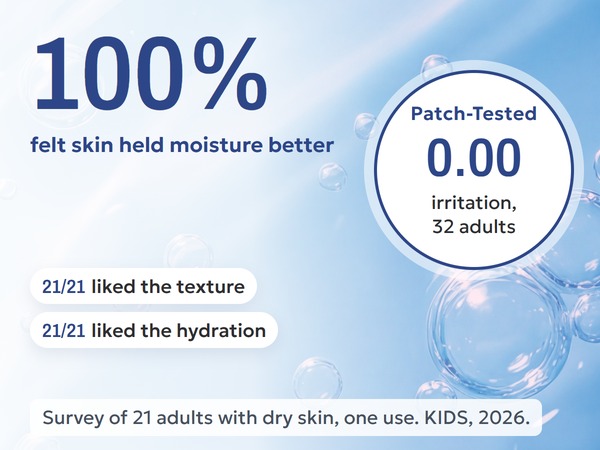 100%
felt skin held moisture better
Patch-Tested
0.00
irritation,
32 adults
21/21 liked the texture
21/21 liked the hydration
Survey of 21 adults with dry skin, one use. KIDS, 2026.